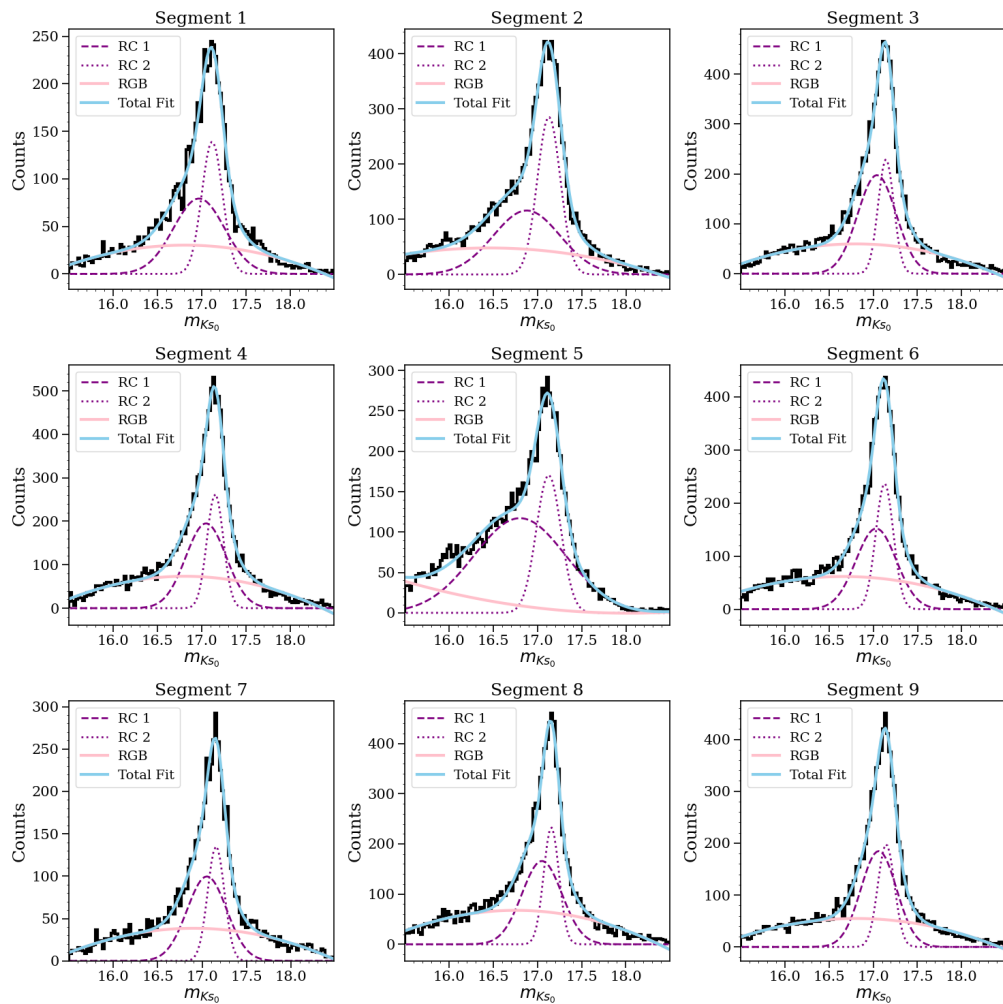 Segment 1
RC 1
RC 2
RGB
Total Fit
Counts
0
50
100
150
200
250
16.0 16.5 17.0 17.5 18.0
m_{Ks_0}
Segment 2
RC 1
RC 2
RGB
Total Fit
Counts
0
100
200
300
400
16.0 16.5 17.0 17.5 18.0
m_{Ks_0}
Segment 3
RC 1
RC 2
RGB
Total Fit
Counts
0
100
200
300
400
16.0 16.5 17.0 17.5 18.0
m_{Ks_0}
Segment 4
RC 1
RC 2
RGB
Total Fit
Counts
0
100
200
300
400
500
16.0 16.5 17.0 17.5 18.0
m_{Ks_0}
Segment 5
RC 1
RC 2
RGB
Total Fit
Counts
0
50
100
150
200
250
300
16.0 16.5 17.0 17.5 18.0
m_{Ks_0}
Segment 6
RC 1
RC 2
RGB
Total Fit
Counts
0
100
200
300
400
16.0 16.5 17.0 17.5 18.0
m_{Ks_0}
Segment 7
RC 1
RC 2
RGB
Total Fit
Counts
0
50
100
150
200
250
300
16.0 16.5 17.0 17.5 18.0
m_{Ks_0}
Segment 8
RC 1
RC 2
RGB
Total Fit
Counts
0
100
200
300
400
16.0 16.5 17.0 17.5 18.0
m_{Ks_0}
Segment 9
RC 1
RC 2
RGB
Total Fit
Counts
0
100
200
300
400
16.0 16.5 17.0 17.5 18.0
m_{Ks_0}